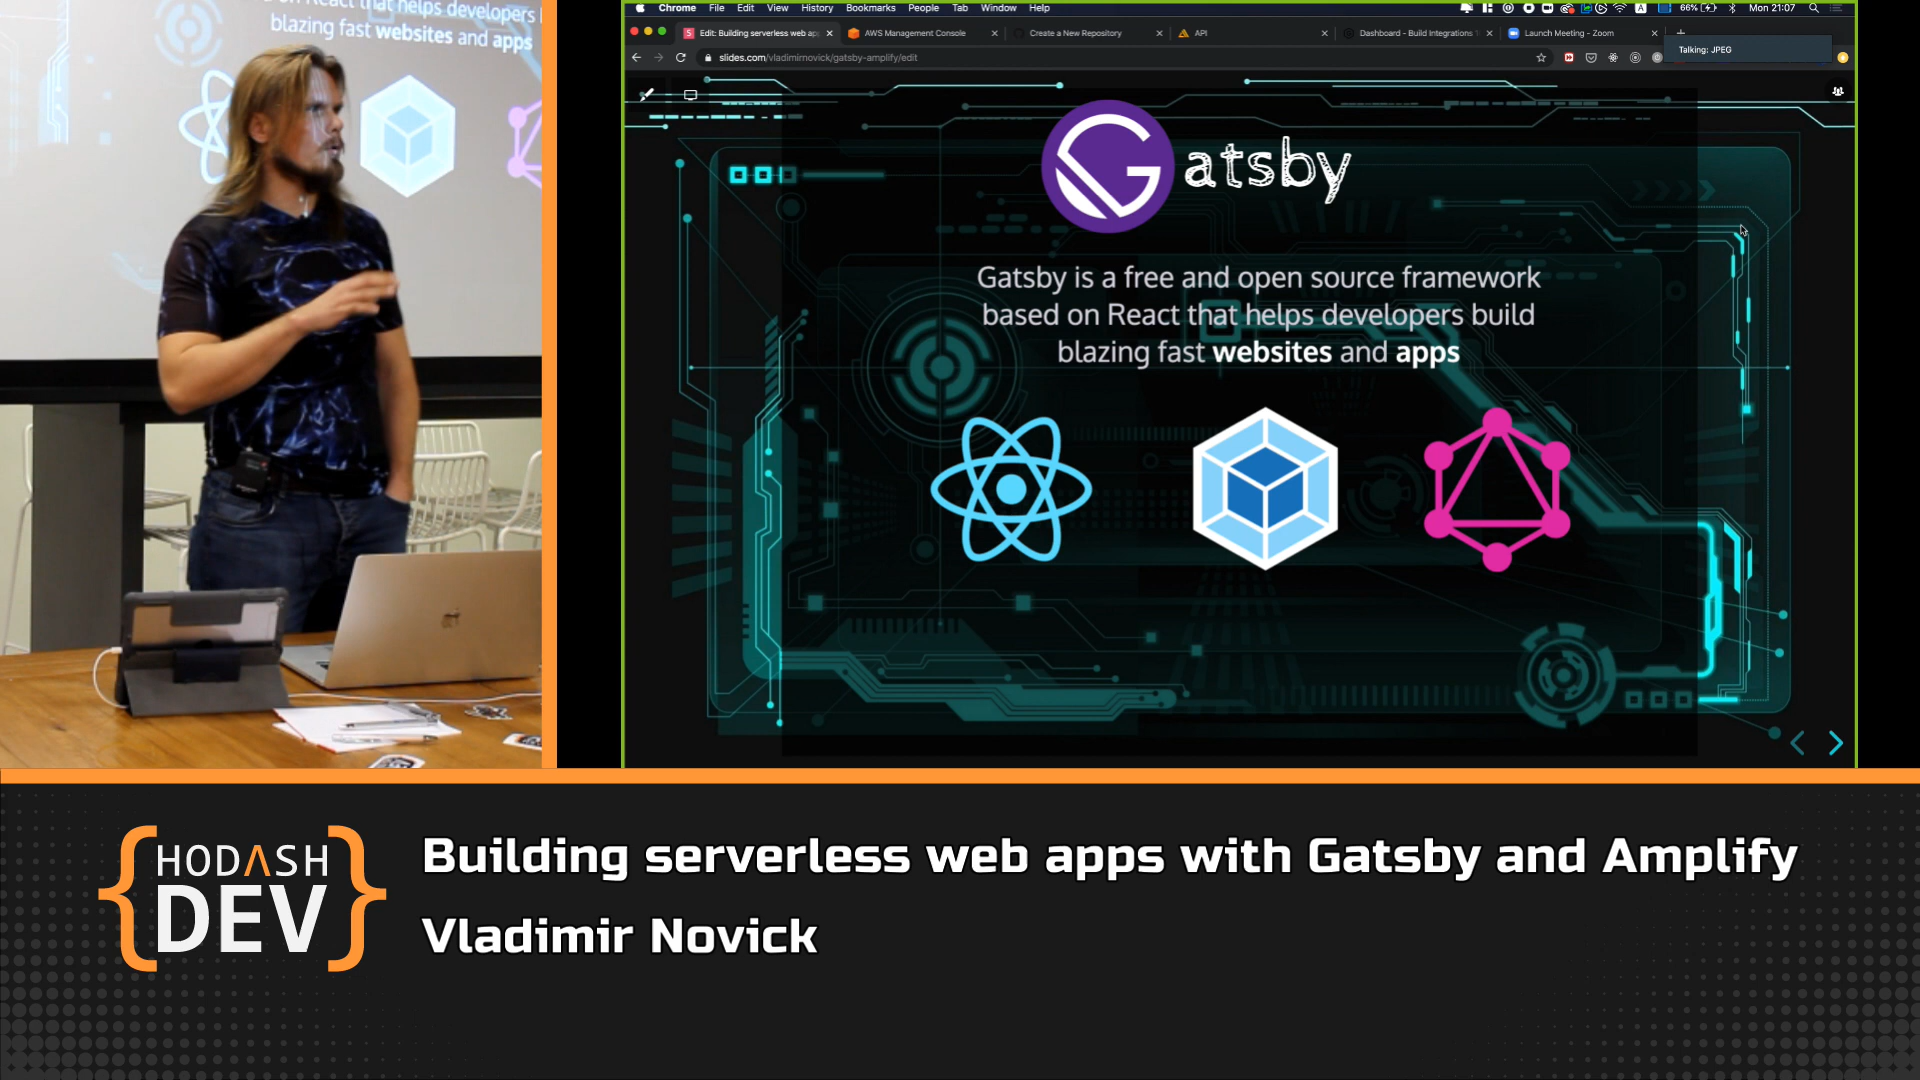 on React that helps developers
blazing fast websites and apps
Chrome File Edit View History Bookmarks People Tab Window Help
66% Mon 21:07
Edit: Building serverless web ap
AWS Management Console
Create a New Repository
API
Dashboard - Build Integrations
Launch Meeting - Zoom
Talking: JPEG
slides.com/vladimirnovick/gatsby-amplify/edit
Gatsby
Gatsby is a free and open source framework
based on React that helps developers build
blazing fast websites and apps
HODASH
DEV
Building serverless web apps with Gatsby and Amplify
Vladimir Novick